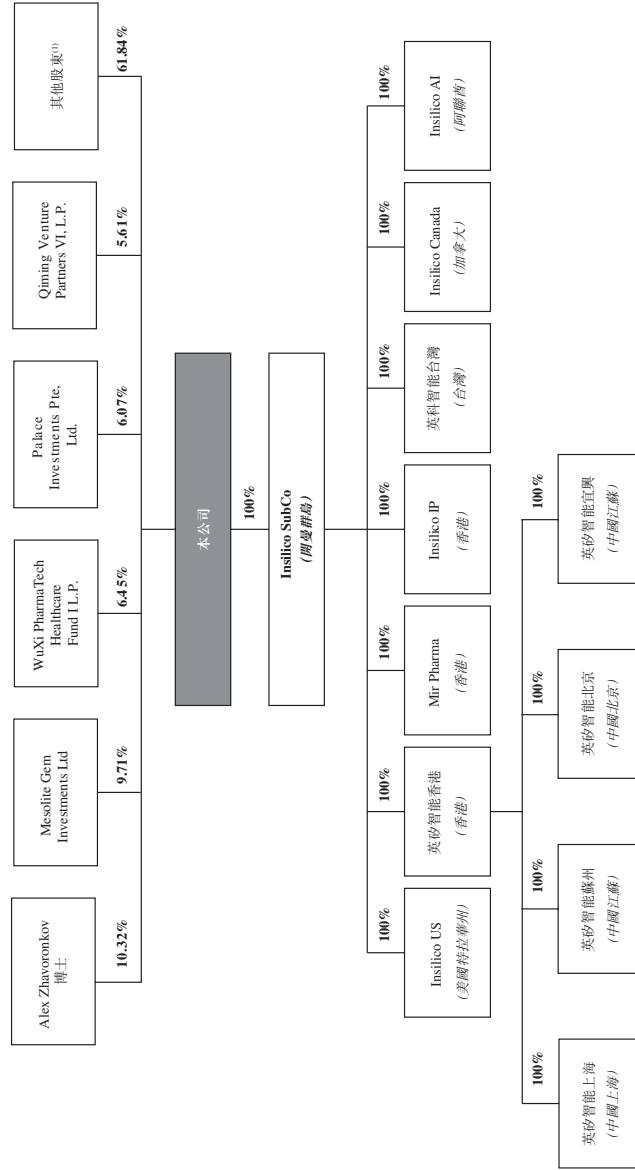 Alex Zhavoronkov
博士
Mesolite Gem
Investments Ltd
WuXi PharmaTech
Healthcare
Fund I L.P.
Palace
Investments Pte,
Ltd.
Qiming Venture
Partners VI, L.P.
其他股東(1)
10.32%
9.71%
6.45%
6.07%
5.61%
61.84%
本公司
100%
Insilico SubCo
(開曼群島)
100%
100%
100%
100%
100%
100%
100%
Insilico US
(美國特拉華州)
英矽智能香港
(香港)
Mir Pharma
(香港)
Insilico IP
(香港)
英科智能台灣
(台灣)
Insilico Canada
(加拿大)
Insilico AI
(阿聯酋)
100%
100%
100%
100%
英矽智能上海
(中國上海)
英矽智能蘇州
(中國江蘇)
英矽智能北京
(中國北京)
英矽智能宜興
(中國江蘇)